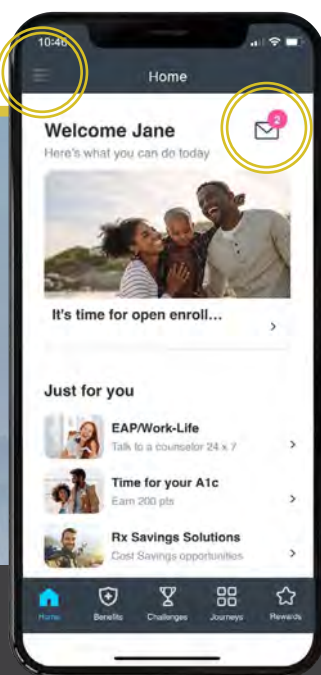 10:46
Home
2
Welcome Jane
Here's what you can do today
It's time for open enroll...
Just for you
EAP/Work-Life
Talk to a counselor 24 x 7
Time for your A1c
Earn 200 pts
Rx Savings Solutions
Cost Savings opportunities
Home Benefits Challenges Journeys Rewards